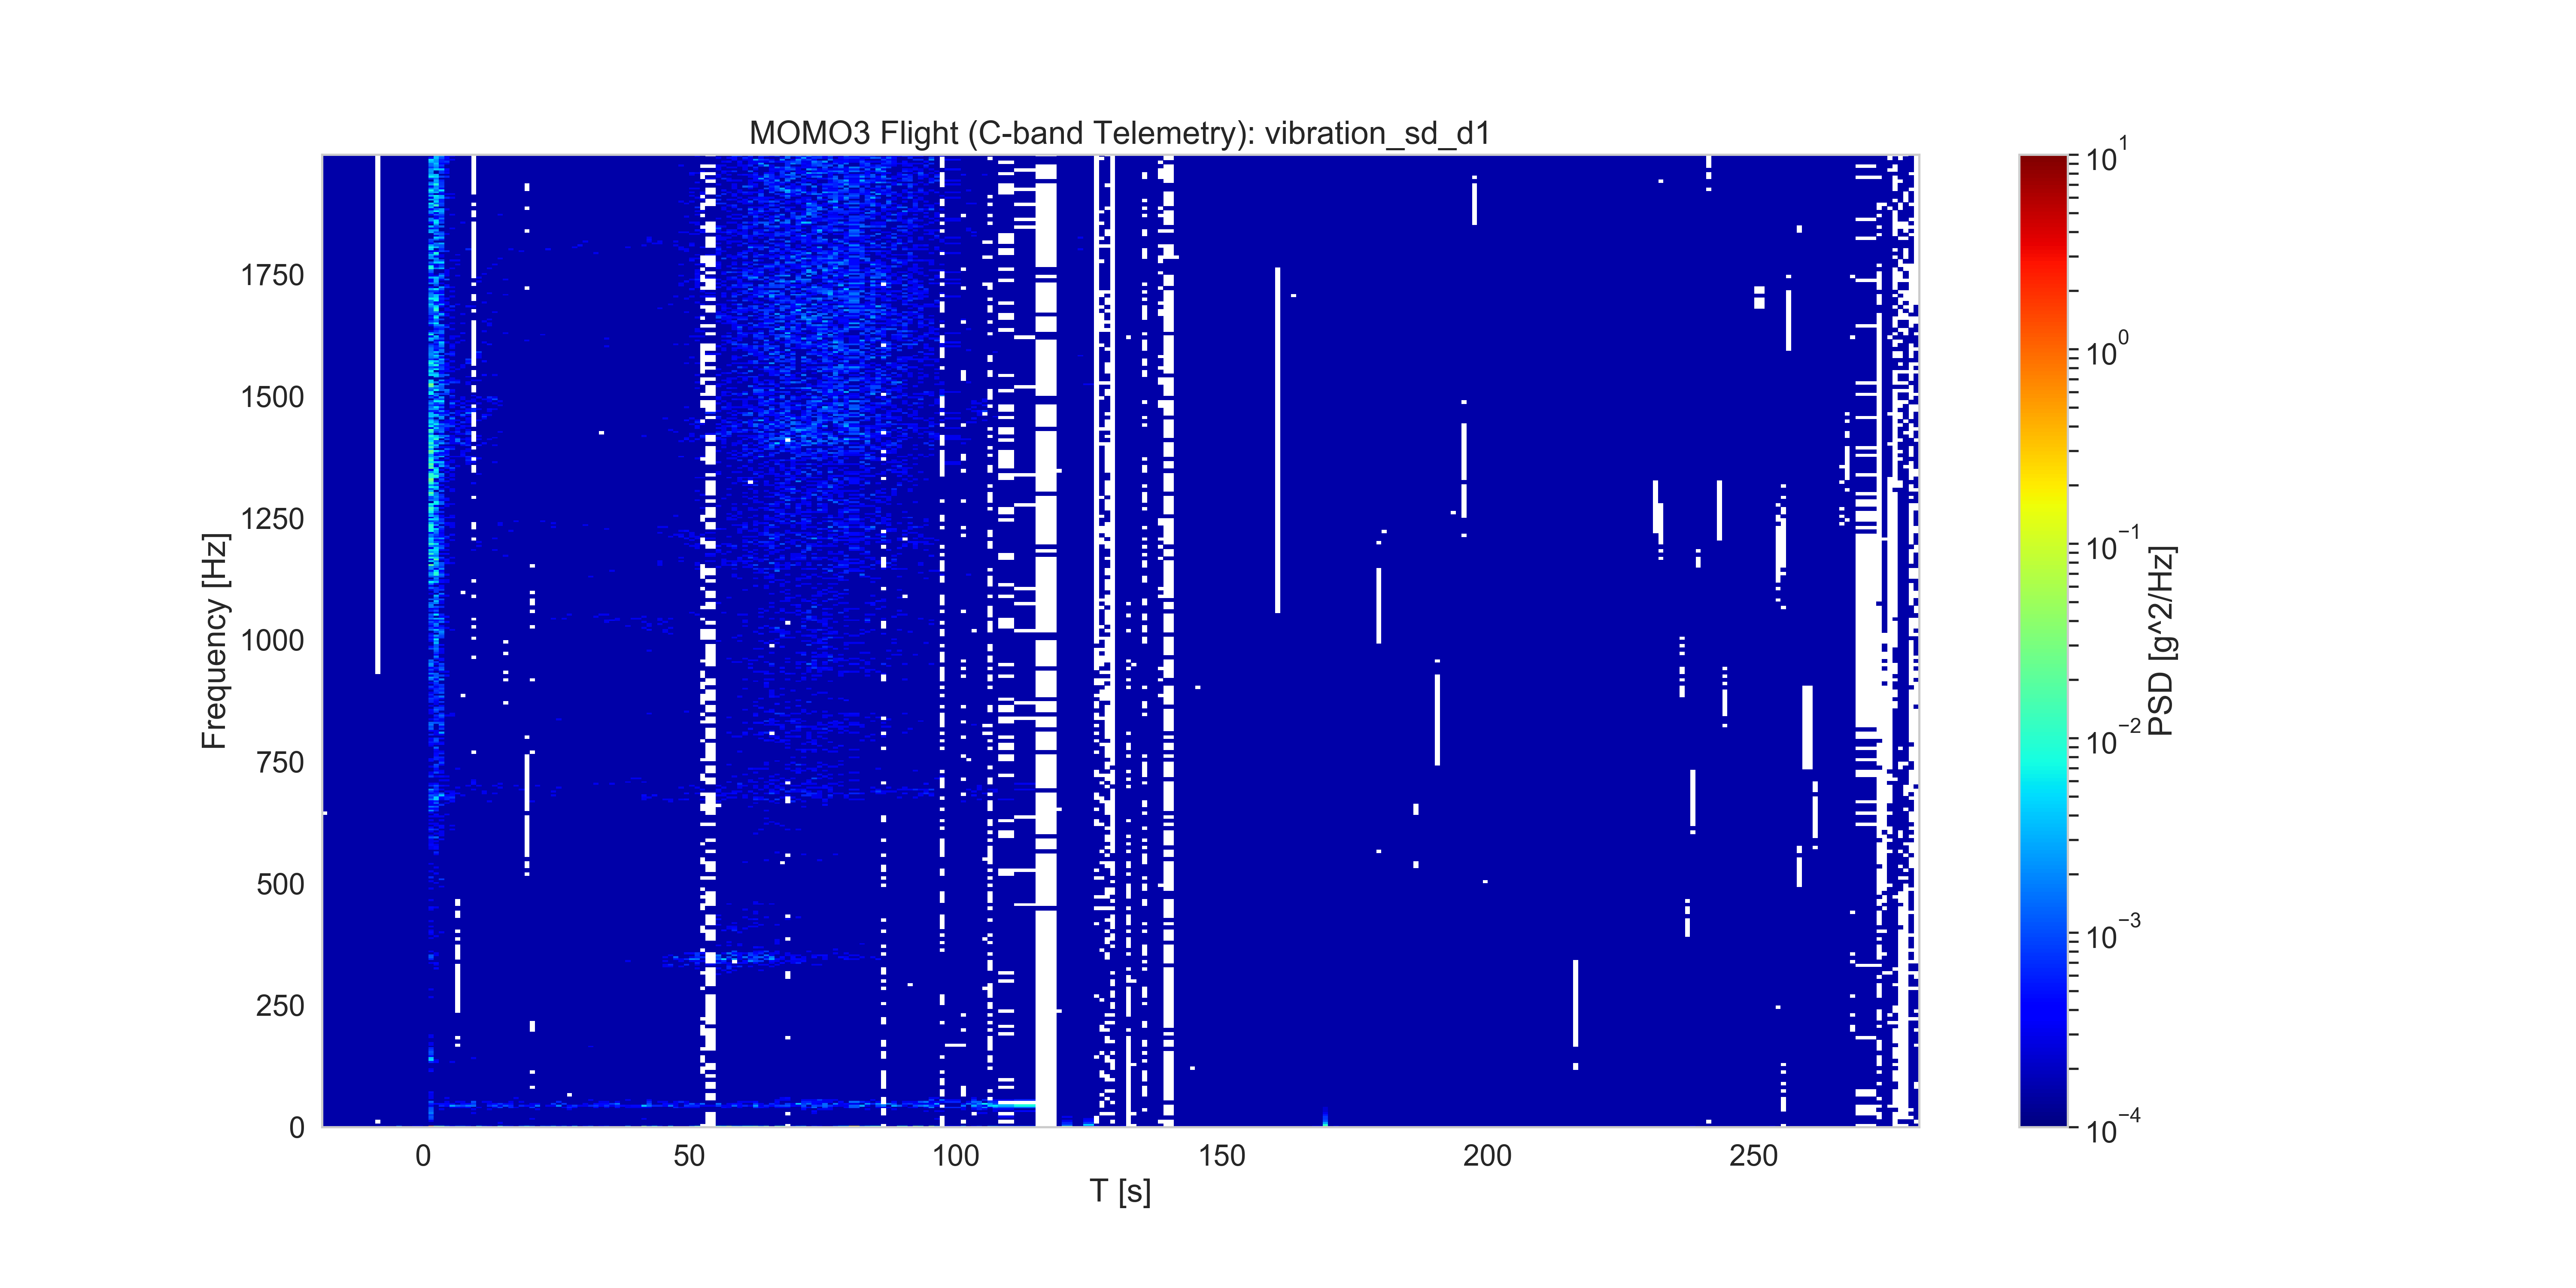 MOMO3 Flight (C-band Telemetry): vibration_sd_d1
Frequency [Hz]
1750
1500
1250
1000
750
500
250
0
0 50 100 150 200 250
T [s]
10^1
10^0
10^−1
10^−2
10^−3
10^−4
PSD [g^2/Hz]